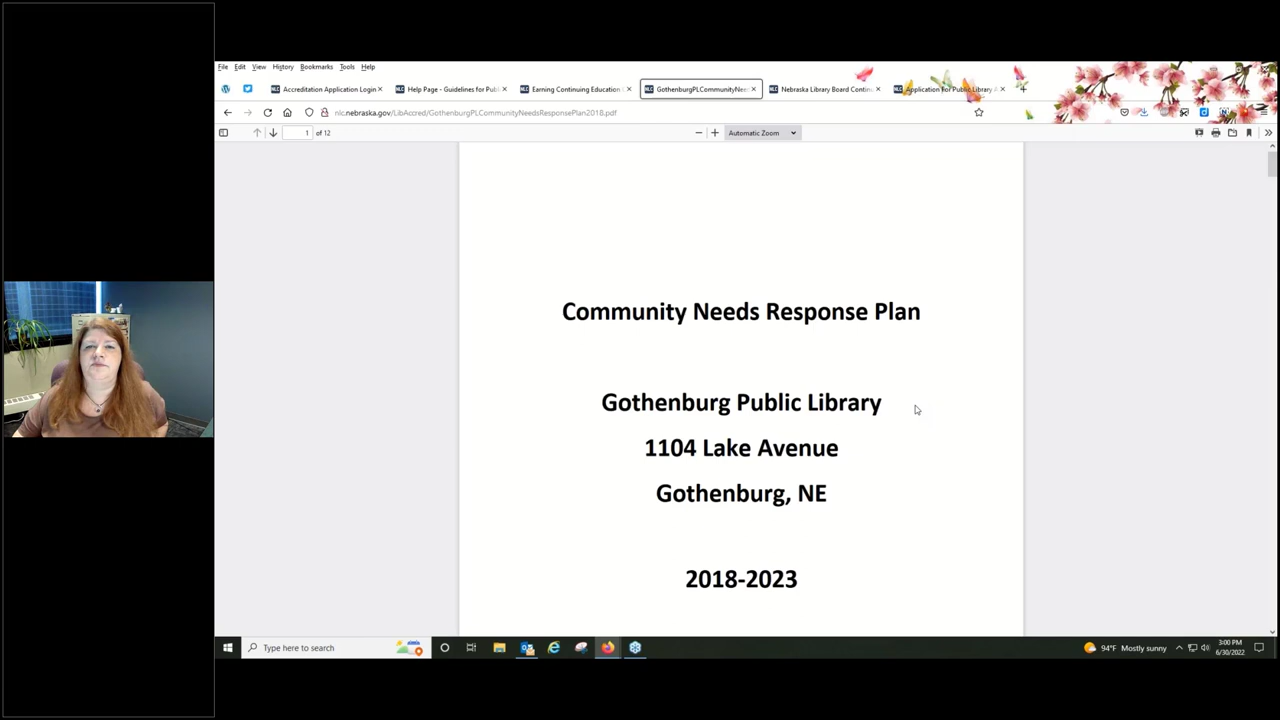 File Edit View History Bookmarks Tools Help
Accreditation Application Login
Help Page - Guidelines for Publ
Earning Continuing Education
GothenburgPLCommunityNee
Nebraska Library Board Contin
Application For Public Library A
nlc.nebraska.gov/LibAccred/GothenburgPLCommunityNeedsResponsePlan2018.pdf
1 of 12
Automatic Zoom
Community Needs Response Plan
Gothenburg Public Library
1104 Lake Avenue
Gothenburg, NE
2018-2023
Type here to search
94°F Mostly sunny
3:00 PM
6/30/2022